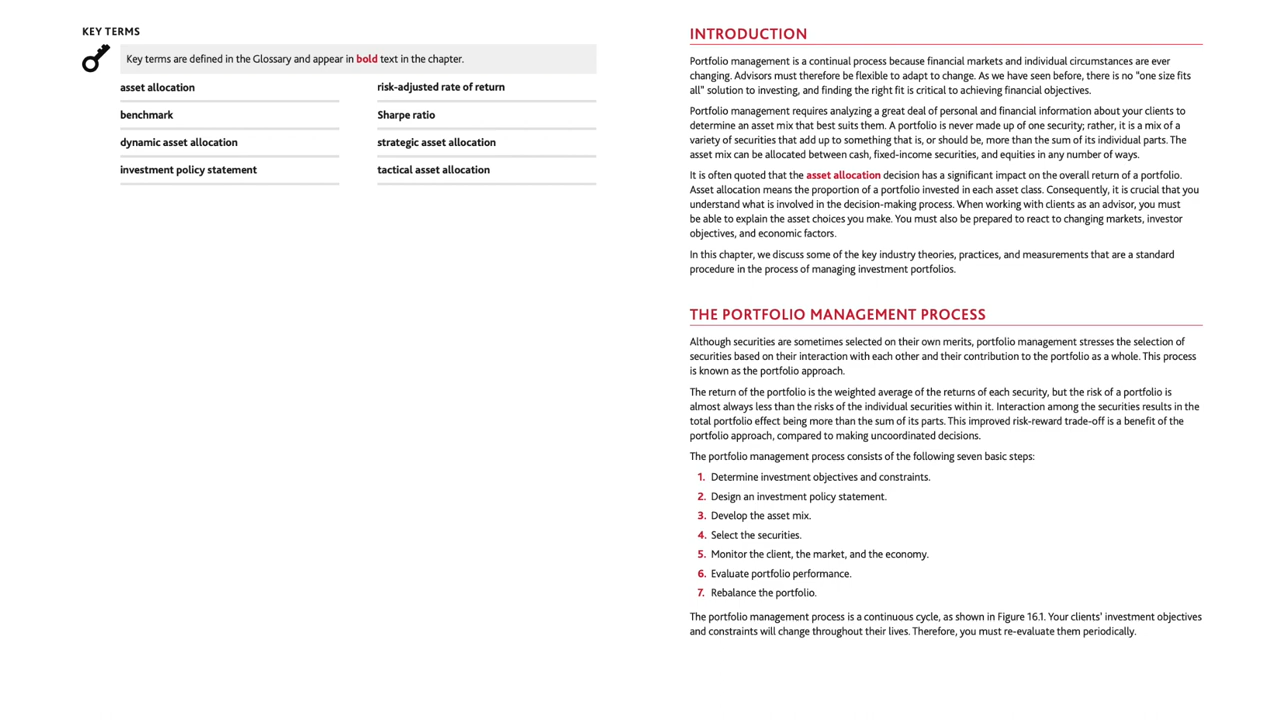 KEY TERMS
Key terms are defined in the Glossary and appear in bold text in the chapter.
asset allocation
benchmark
dynamic asset allocation
investment policy statement
risk-adjusted rate of return
Sharpe ratio
strategic asset allocation
tactical asset allocation
INTRODUCTION
Portfolio management is a continual process because financial markets and individual circumstances are ever
changing. Advisors must therefore be flexible to adapt to change. As we have seen before, there is no "one size fits
all" solution to investing, and finding the right fit is critical to achieving financial objectives.
Portfolio management requires analyzing a great deal of personal and financial information about your clients to
determine an asset mix that best suits them. A portfolio is never made up of one security; rather, it is a mix of a
variety of securities that add up to something that is, or should be, more than the sum of its individual parts. The
asset mix can be allocated between cash, fixed-income securities, and equities in any number of ways.
It is often quoted that the asset allocation decision has a significant impact on the overall return of a portfolio.
Asset allocation means the proportion of a portfolio invested in each asset class. Consequently, it is crucial that you
understand what is involved in the decision-making process. When working with clients as an advisor, you must
be able to explain the asset choices you make. You must also be prepared to react to changing markets, investor
objectives, and economic factors.
In this chapter, we discuss some of the key industry theories, practices, and measurements that are a standard
procedure in the process of managing investment portfolios.
THE PORTFOLIO MANAGEMENT PROCESS
Although securities are sometimes selected on their own merits, portfolio management stresses the selection of
securities based on their interaction with each other and their contribution to the portfolio as a whole. This process
is known as the portfolio approach.
The return of the portfolio is the weighted average of the returns of each security, but the risk of a portfolio is
almost always less than the risks of the individual securities within it. Interaction among the securities results in the
total portfolio effect being more than the sum of its parts. This improved risk-reward trade-off is a benefit of the
portfolio approach, compared to making uncoordinated decisions.
The portfolio management process consists of the following seven basic steps:
1. Determine investment objectives and constraints.
2. Design an investment policy statement.
3. Develop the asset mix.
4. Select the securities.
5. Monitor the client, the market, and the economy.
6. Evaluate portfolio performance.
7. Rebalance the portfolio.
The portfolio management process is a continuous cycle, as shown in Figure 16.1. Your clients' investment objectives
and constraints will change throughout their lives. Therefore, you must re-evaluate them periodically.